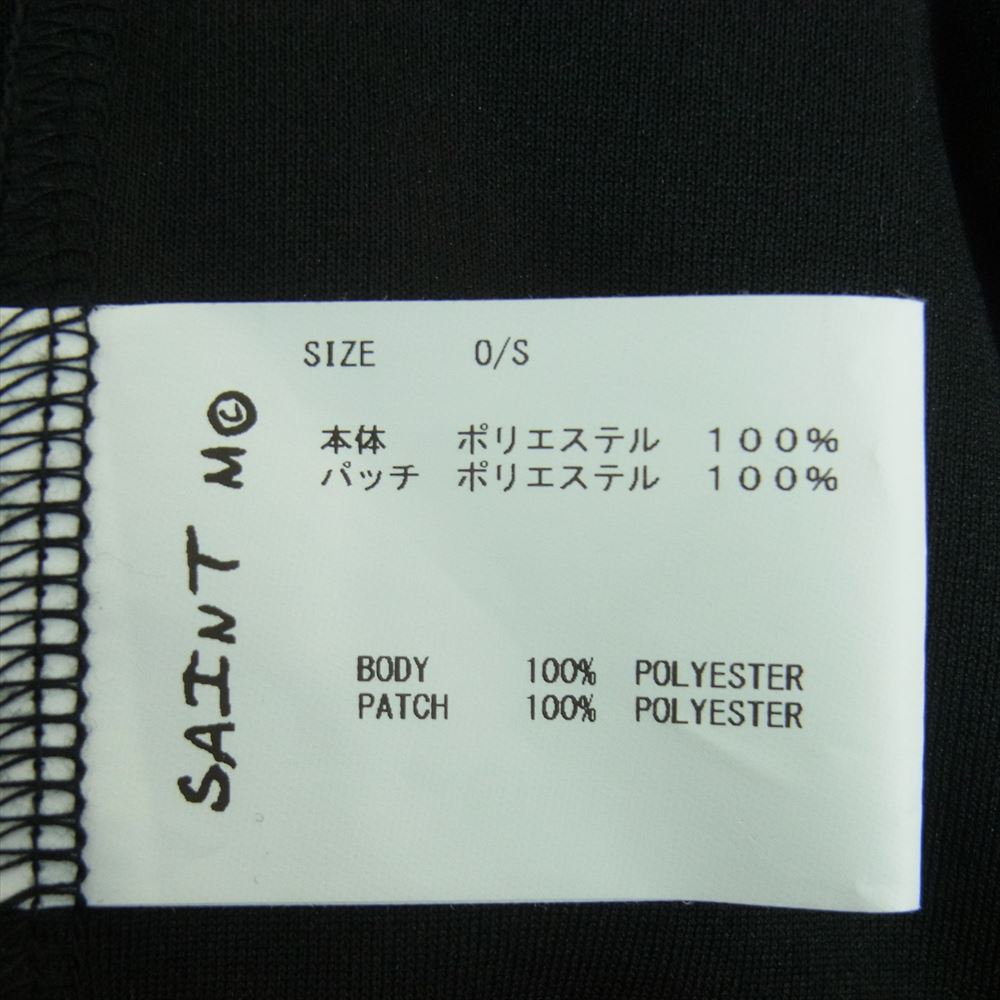 SIZE O/S
本体 ポリエステル １００％
パッチ ポリエステル １００％
BODY 100% POLYESTER
PATCH 100% POLYESTER
SAINT M©